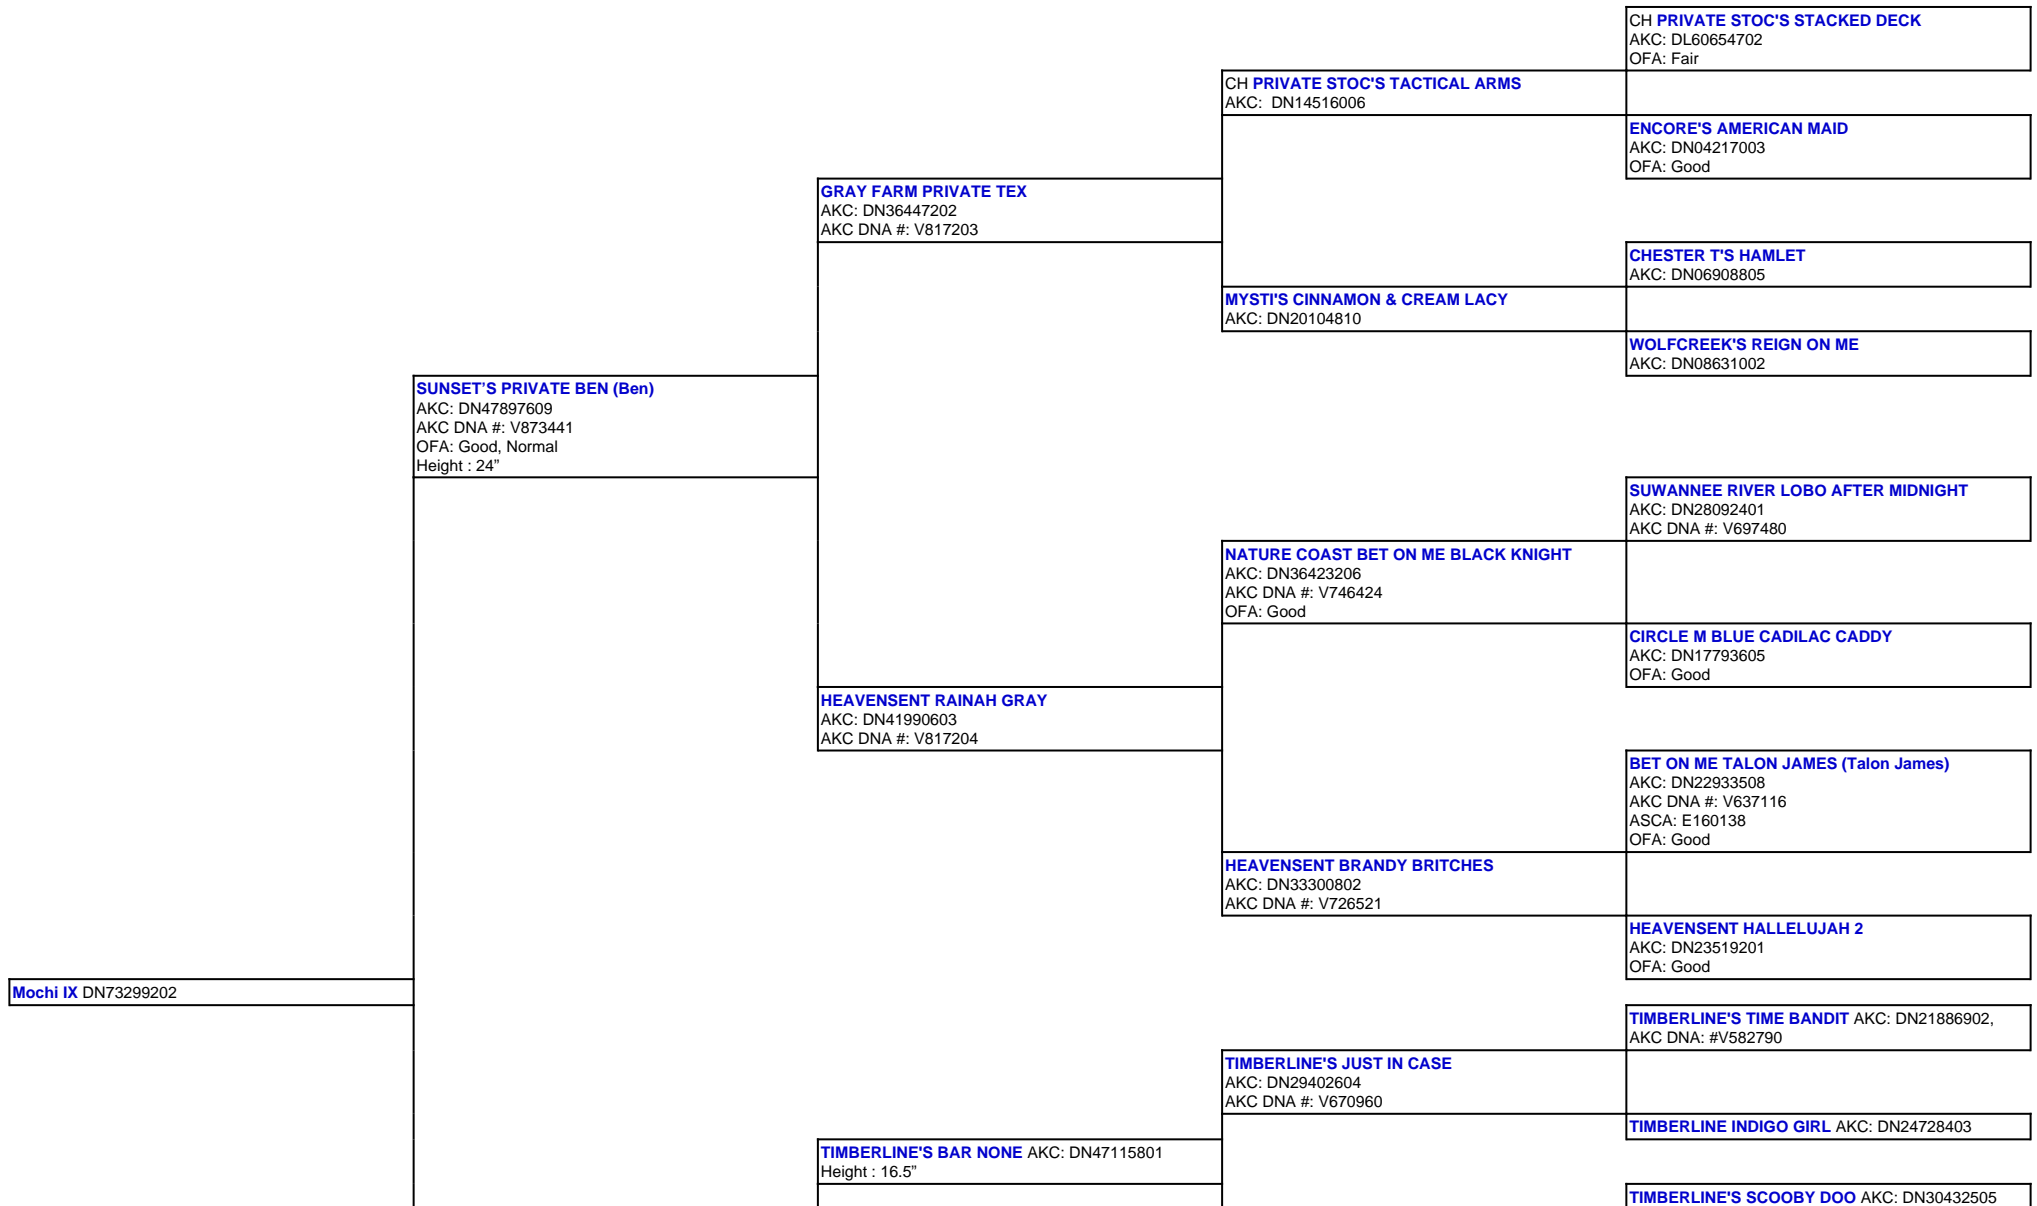 CH PRIVATE STOC'S STACKED DECK
AKC: DL60654702
OFA: Fair
CH PRIVATE STOC'S TACTICAL ARMS
AKC:  DN14516006
ENCORE'S AMERICAN MAID
AKC: DN04217003
OFA: Good
GRAY FARM PRIVATE TEX
AKC: DN36447202
AKC DNA #: V817203
CHESTER T'S HAMLET
AKC: DN06908805
MYSTI'S CINNAMON & CREAM LACY
AKC: DN20104810
WOLFCREEK'S REIGN ON ME
AKC: DN08631002
SUNSET’S PRIVATE BEN (Ben)
AKC: DN47897609
AKC DNA #: V873441
OFA: Good, Normal
Height : 24”
SUWANNEE RIVER LOBO AFTER MIDNIGHT
AKC: DN28092401
AKC DNA #: V697480
NATURE COAST BET ON ME BLACK KNIGHT
AKC: DN36423206
AKC DNA #: V746424
OFA: Good
CIRCLE M BLUE CADILAC CADDY
AKC: DN17793605
OFA: Good
HEAVENSENT RAINAH GRAY
AKC: DN41990603
AKC DNA #: V817204
BET ON ME TALON JAMES (Talon James)
AKC: DN22933508
AKC DNA #: V637116
ASCA: E160138
OFA: Good
HEAVENSENT BRANDY BRITCHES
AKC: DN33300802
AKC DNA #: V726521
HEAVENSENT HALLELUJAH 2
AKC: DN23519201
OFA: Good
Mochi IX DN73299202
TIMBERLINE'S TIME BANDIT AKC: DN21886902,
AKC DNA: #V582790
TIMBERLINE'S JUST IN CASE
AKC: DN29402604
AKC DNA #: V670960
TIMBERLINE INDIGO GIRL AKC: DN24728403
TIMBERLINE'S BAR NONE AKC: DN47115801
Height : 16.5”
TIMBERLINE'S SCOOBY DOO AKC: DN30432505